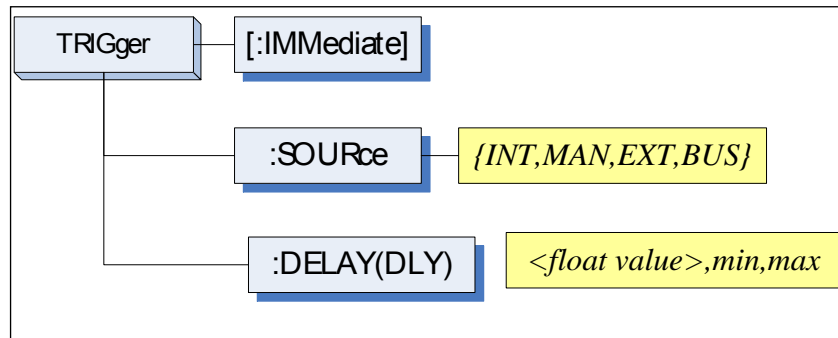 TRIGger
[:IMMediate]
:SOURce
{INT,MAN,EXT,BUS}
:DELAY(DLY)
<float value>,min,max